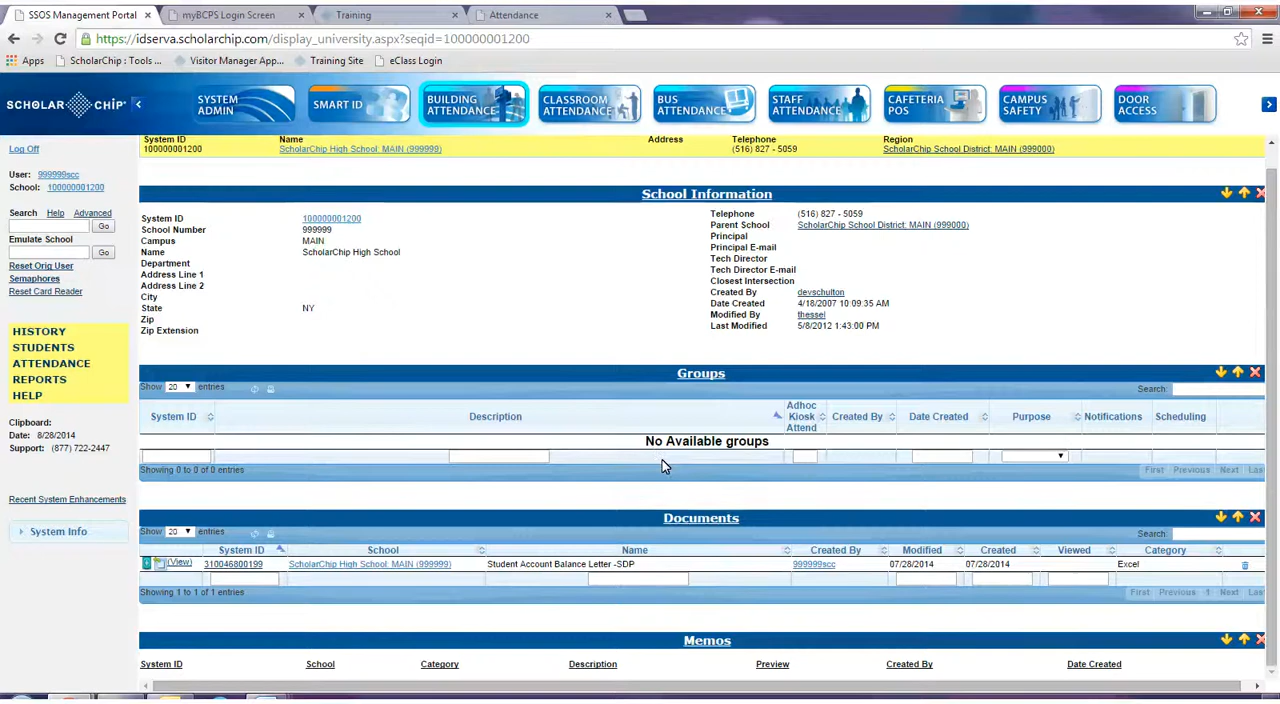 SSOS Management Portal × myBCPS Login Screen × Training × Attendance ×
https://idserva.scholarchip.com/display_university.aspx?seqid=100000001200
Apps ScholarChip : Tools ... Visitor Manager App... Training Site eClass Login
SCHOLAR CHIP
SYSTEM ADMIN
SMART ID
BUILDING ATTENDANCE
CLASSROOM ATTENDANCE
BUS ATTENDANCE
STAFF ATTENDANCE
CAFETERIA POS
CAMPUS SAFETY
DOOR ACCESS
System ID Name Address Telephone Region
100000001200 ScholarChip High School: MAIN (999999) (516) 827 - 5059 ScholarChip School District: MAIN (999000)
Log Off
User: 999999scc
School: 100000001200
Search Help Advanced
Go
Emulate School
Go
Reset Orig User
Semaphores
Reset Card Reader
HISTORY
STUDENTS
ATTENDANCE
REPORTS
HELP
Clipboard:
Date: 8/28/2014
Support: (877) 722-2447
Recent System Enhancements
System Info
School Information
System ID 100000001200
School Number 999999
Campus MAIN
Name ScholarChip High School
Department
Address Line 1
Address Line 2
City
State NY
Zip
Zip Extension
Telephone (516) 827 - 5059
Parent School ScholarChip School District: MAIN (999000)
Principal
Principal E-mail
Tech Director
Tech Director E-mail
Closest Intersection
Created By devschulton
Date Created 4/18/2007 10:09:35 AM
Modified By thessel
Last Modified 5/8/2012 1:43:00 PM
Groups
Show 20 entries Search:
System ID Description Adhoc Kiosk Attend Created By Date Created Purpose Notifications Scheduling
No Available groups
Showing 0 to 0 of 0 entries First Previous Next Las
Documents
Show 20 entries Search:
System ID School Name Created By Modified Created Viewed Category
(View) 310046800199 ScholarChip High School: MAIN (999999) Student Account Balance Letter -SDP 999999scc 07/28/2014 07/28/2014 Excel
Showing 1 to 1 of 1 entries First Previous 1 Next Las
Memos
System ID School Category Description Preview Created By Date Created